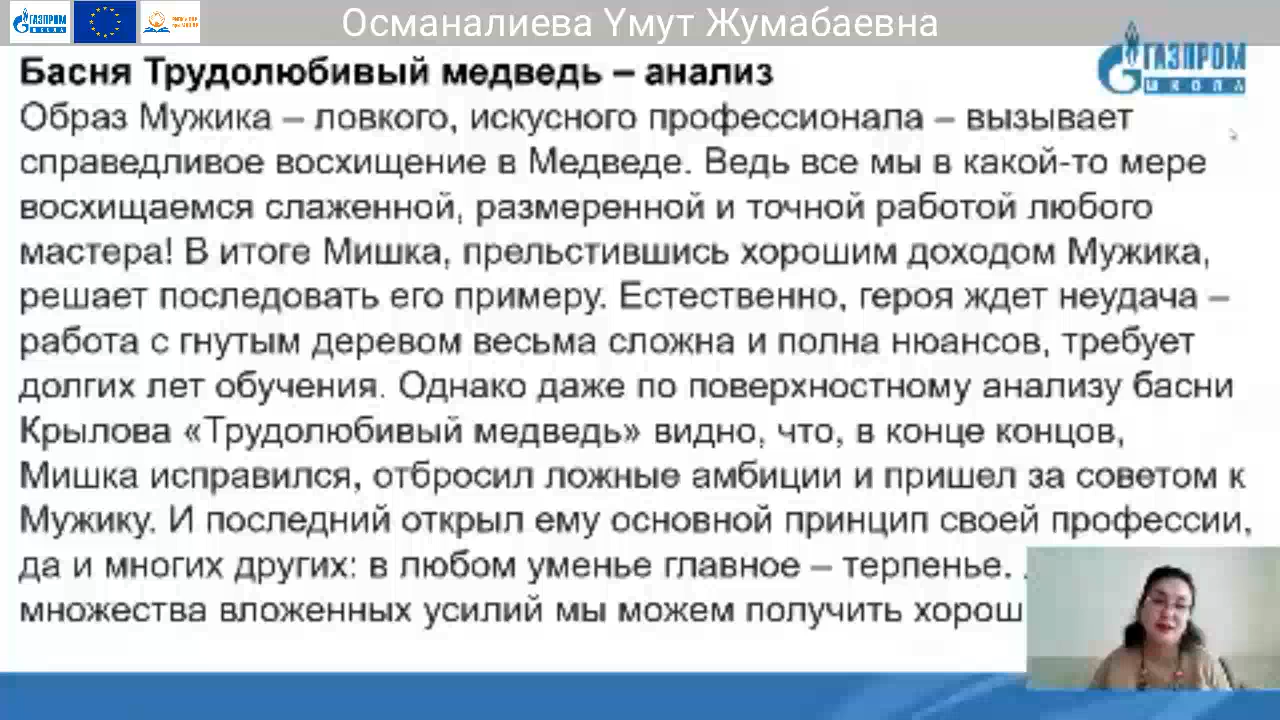 ГАЗПРОМ
ШКОЛА
Османалиева Үмут Жумабаевна
ГАЗПРОМ
ШКОЛА
Басня Трудолюбивый медведь – анализ
Образ Мужика – ловкого, искусного профессионала – вызывает
справедливое восхищение в Медведе. Ведь все мы в какой-то мере
восхищаемся слаженной, размеренной и точной работой любого
мастера! В итоге Мишка, прельстившись хорошим доходом Мужика,
решает последовать его примеру. Естественно, героя ждет неудача –
работа с гнутым деревом весьма сложна и полна нюансов, требует
долгих лет обучения. Однако даже по поверхностному анализу басни
Крылова «Трудолюбивый медведь» видно, что, в конце концов,
Мишка исправился, отбросил ложные амбиции и пришел за советом к
Мужику. И последний открыл ему основной принцип своей профессии,
да и многих других: в любом уменье главное – терпенье.
множества вложенных усилий мы можем получить хорош